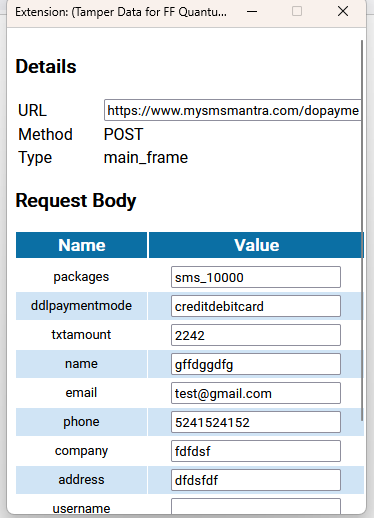 Extension: (Tamper Data for FF Quantu...
Details
URL https://www.mysmsmantra.com/dopayme
Method POST
Type main_frame
Request Body
Name Value
packages sms_10000
ddlpaymentmode creditdebitcard
txtamount 2242
name gffdggdfg
email test@gmail.com
phone 5241524152
company fdfdsf
address dfdsfdf
username